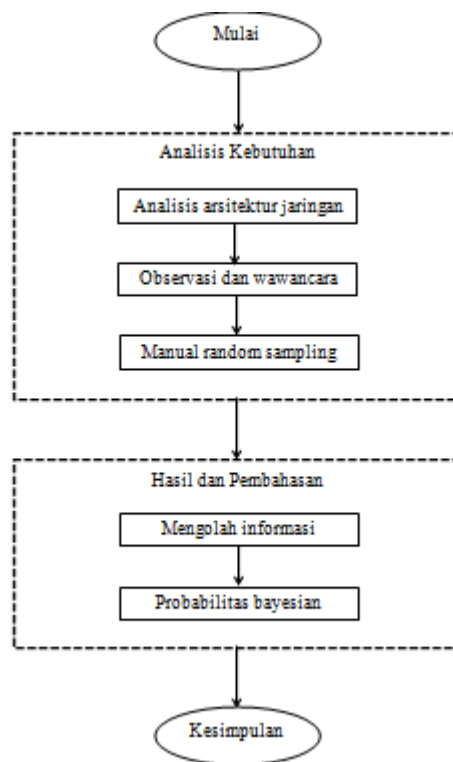 Mulai
Analisis Kebutuhan
Analisis arsitektur jaringan
Observasi dan wawancara
Manual random sampling
Hasil dan Pembahasan
Mengolah informasi
Probabilitas bayesian
Kesimpulan